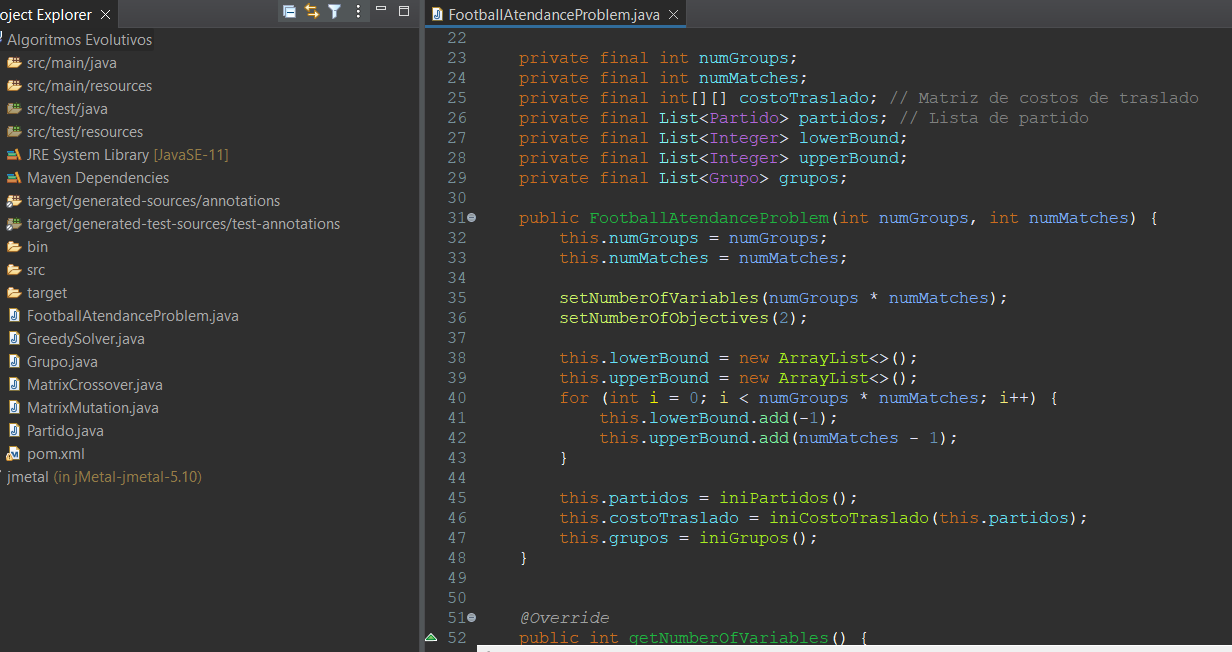 oject Explorer
Algoritmos Evolutivos
src/main/java
src/main/resources
src/test/java
src/test/resources
JRE System Library [JavaSE-11]
Maven Dependencies
target/generated-sources/annotations
target/generated-test-sources/test-annotations
bin
src
target
FootballAtendanceProblem.java
GreedySolver.java
Grupo.java
MatrixCrossover.java
MatrixMutation.java
Partido.java
pom.xml
jmetal (in jMetal-jmetal-5.10)
FootballAtendanceProblem.java
22
23 private final int numGroups;
24 private final int numMatches;
25 private final int[][] costoTraslado; // Matriz de costos de traslado
26 private final List<Partido> partidos; // Lista de partido
27 private final List<Integer> lowerBound;
28 private final List<Integer> upperBound;
29 private final List<Grupo> grupos;
30
31 public FootballAtendanceProblem(int numGroups, int numMatches) {
32 this.numGroups = numGroups;
33 this.numMatches = numMatches;
34
35 setNumberOfVariables(numGroups * numMatches);
36 setNumberOfObjectives(2);
37
38 this.lowerBound = new ArrayList<>();
39 this.upperBound = new ArrayList<>();
40 for (int i = 0; i < numGroups * numMatches; i++) {
41 this.lowerBound.add(-1);
42 this.upperBound.add(numMatches - 1);
43 }
44
45 this.partidos = iniPartidos();
46 this.costoTraslado = iniCostoTraslado(this.partidos);
47 this.grupos = iniGrupos();
48 }
49
50
51 @Override
52 public int getNumberOfVariables() {